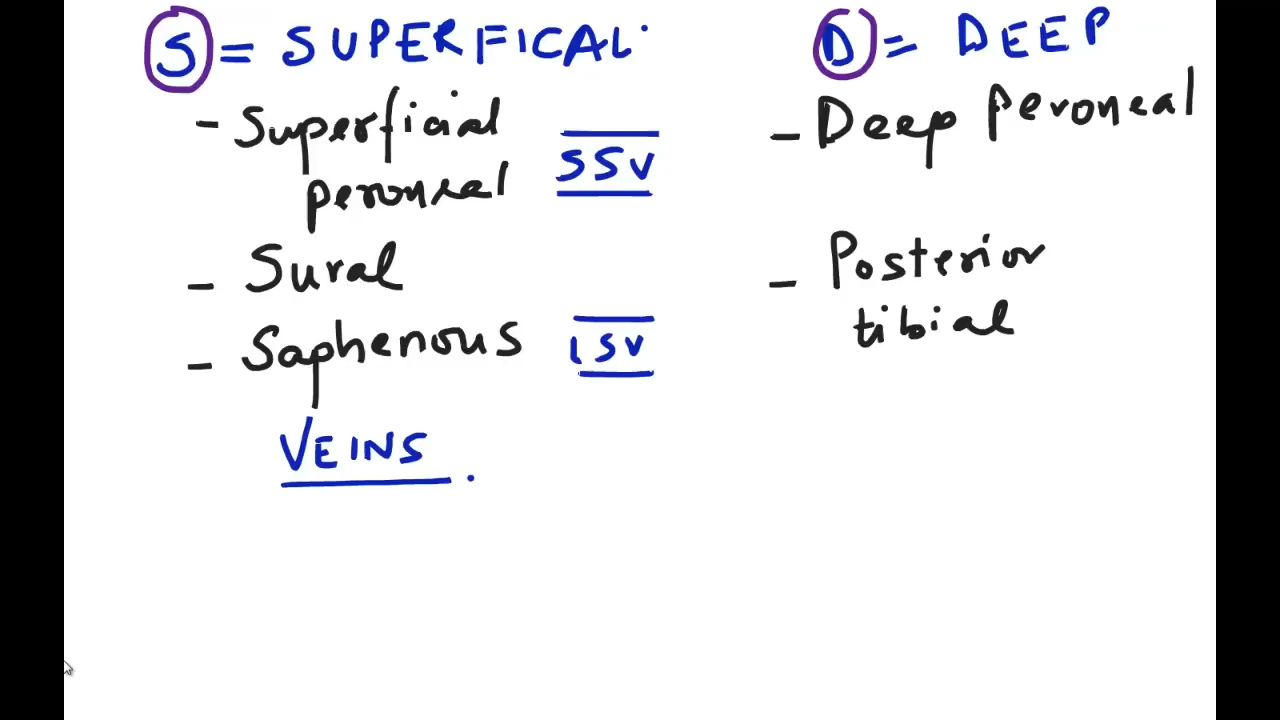 S = SUPERFICAL
- Superficial
peroneal
SSV
- Sural
- Saphenous
LSV
VEINS.
D = DEEP
- Deep peroneal
- Posterior
tibial